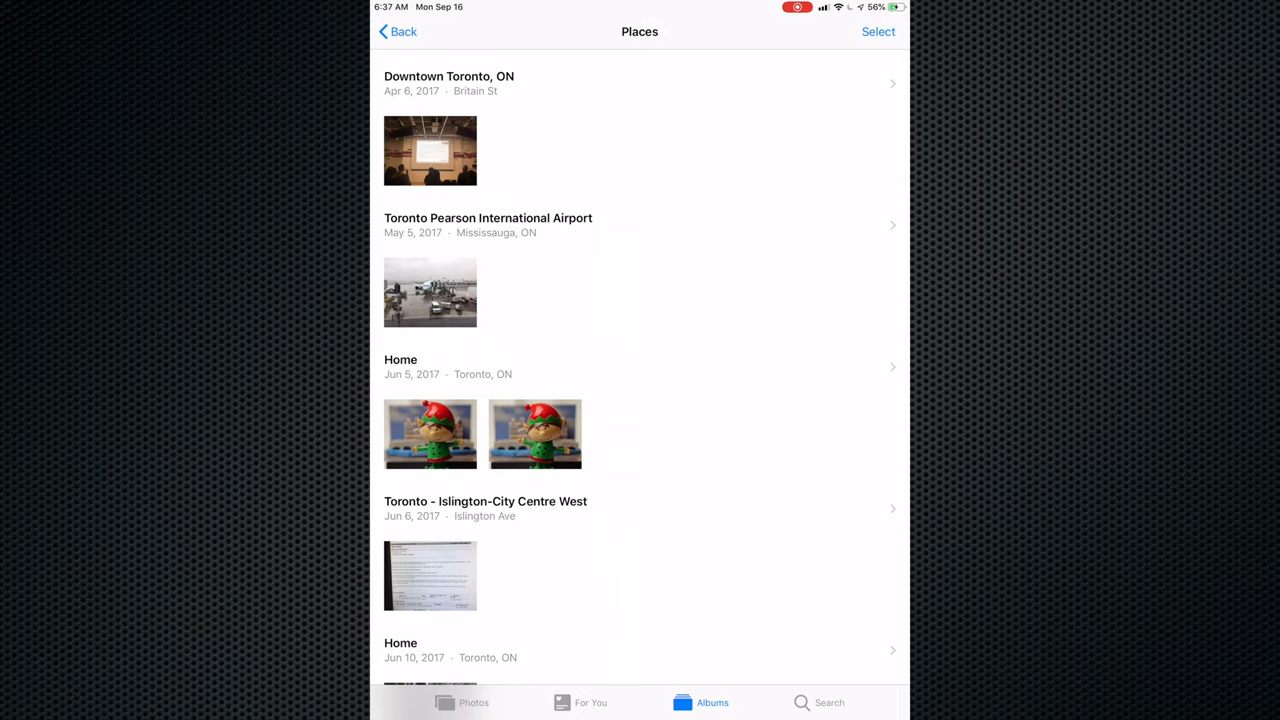 6:37 AM Mon Sep 16 56%
Back Places Select
Downtown Toronto, ON
Apr 6, 2017 · Britain St
Toronto Pearson International Airport
May 5, 2017 · Mississauga, ON
Home
Jun 5, 2017 · Toronto, ON
Toronto - Islington-City Centre West
Jun 6, 2017 · Islington Ave
Home
Jun 10, 2017 · Toronto, ON
Photos For You Albums Search